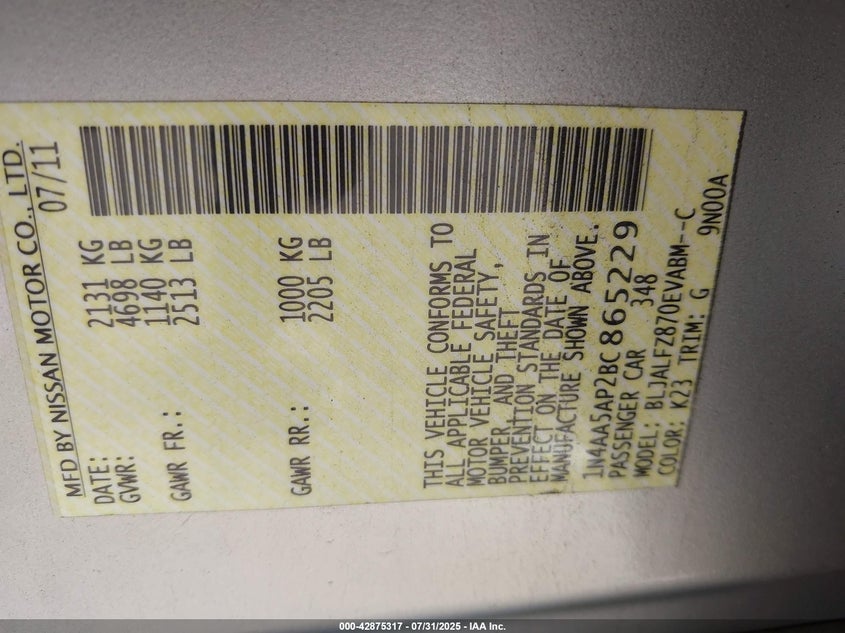 MFD BY NISSAN MOTOR CO., LTD.
DATE: 07/11
GVWR: 2131 KG
4698 LB
GAWR FR.: 1140 KG
2513 LB
GAWR RR.: 1000 KG
2205 LB
THIS VEHICLE CONFORMS TO
ALL APPLICABLE FEDERAL
MOTOR VEHICLE SAFETY,
BUMPER, AND THEFT
PREVENTION STANDARDS IN
EFFECT ON THE DATE OF
MANUFACTURE SHOWN ABOVE.
1N4AA5AP2BC865229
PASSENGER CAR 348
MODEL: BLJALFZ870EVABM--C
COLOR: K23 TRIM: G 9N00A
000-42875317 - 07/31/2025 - IAA Inc.